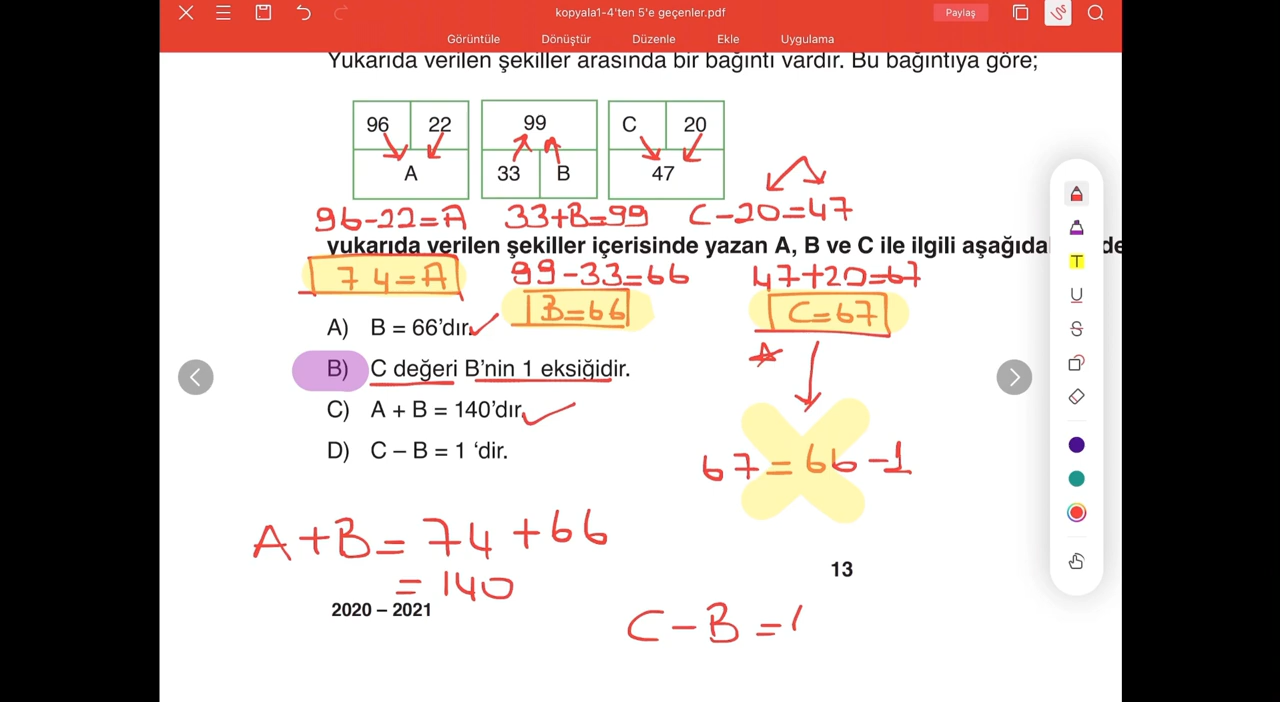 kopyala1-4'ten 5'e geçenler.pdf
Paylaş
Görüntüle Dönüştür Düzenle Ekle Uygulama
Yukarıda verilen şekiller arasında bir bağıntı vardır. Bu bağıntıya göre;
96 22 99 C 20
A 33 B 47
96-22=A 33+B=99 C-20=47
yukarıda verilen şekiller içerisinde yazan A, B ve C ile ilgili aşağıda
74=A 99-33=66 47+20=67
B=66 C=67
A) B = 66'dır.
B) C değeri B'nin 1 eksiğidir.
C) A + B = 140'dır.
D) C – B = 1 'dir.
67=66-1
A+B=74+66
=140
13
2020 – 2021
C-B=
T
U
S